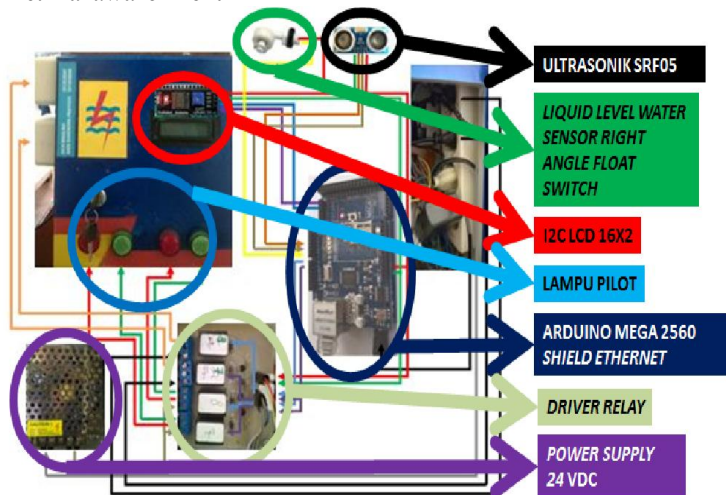 ULTRASONIK SRF05
LIQUID LEVEL WATER
SENSOR RIGHT
ANGLE FLOAT
SWITCH
I2C LCD 16X2
LAMPU PILOT
ARDUINO MEGA 2560
SHIELD ETHERNET
DRIVER RELAY
POWER SUPPLY
24 VDC